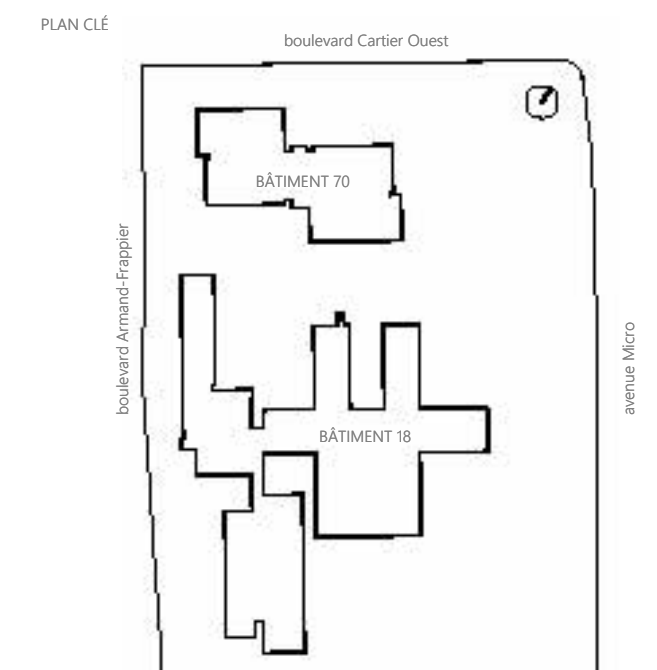 PLAN CLÉ
boulevard Cartier Ouest
BÂTIMENT 70
boulevard Armand-Frappier
avenue Micro
BÂTIMENT 18